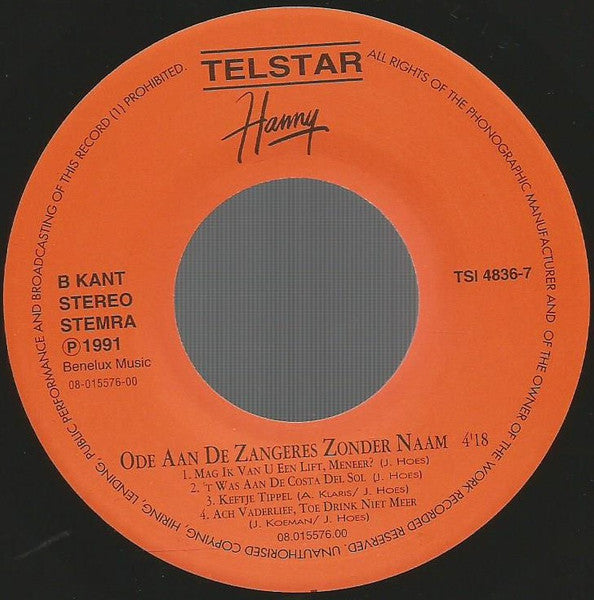 TELSTAR
Hanny
ALL RIGHTS OF THE PHONOGRAPHIC MANUFACTURER AND OF THE OWNER OF THE WORK RECORDED RESERVED. UNAUTHORISED COPYING, HIRING, LENDING, PUBLIC PERFORMANCE AND BROADCASTING OF THIS RECORD (1) PROHIBITED.
B KANT
STEREO
STEMRA
Ⓟ 1991
Benelux Music
08-015576-00
TSI 4836-7
ODE AAN DE ZANGERES ZONDER NAAM 4'18
1. MAG IK VAN U EEN LIFT, MENEER? (J. HOES)
2. 'T WAS AAN DE COSTA DEL SOL (J. HOES)
3. KEETJE TIPPEL (A. KLARIS/ J. HOES)
4. ACH VADERLIEF, TOE DRINK NIET MEER
(J. KOEMAN/ J. HOES)
08.015576.00